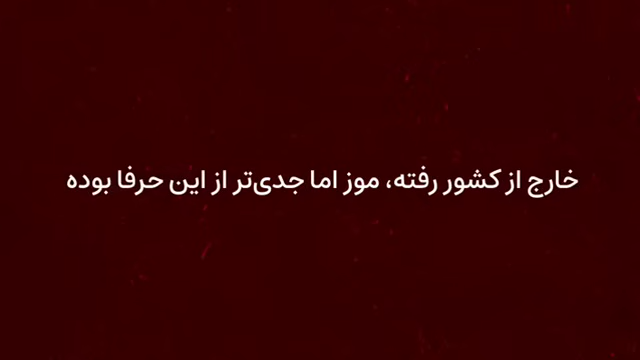 خارج از کشور رفته، موز اما جدی‌تر از این حرفا بوده